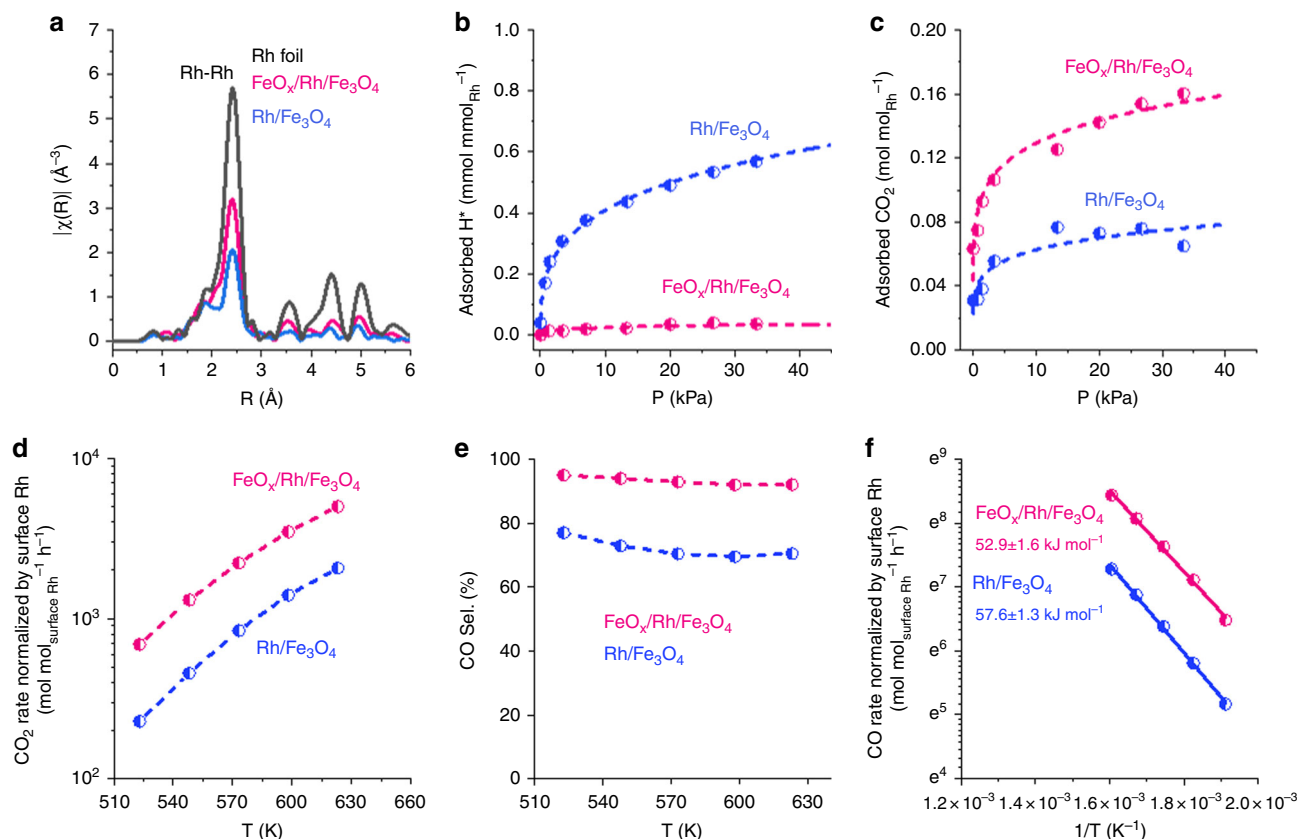 a
|χ(R)| (Å⁻³)
7
6
5
4
3
2
1
0
Rh-Rh
Rh foil
FeOₓ/Rh/Fe₃O₄
Rh/Fe₃O₄
0 1 2 3 4 5 6
R (Å)
b
Adsorbed H* (mmol mmol_Rh⁻¹)
1.0
0.8
0.6
0.4
0.2
0.0
Rh/Fe₃O₄
FeOₓ/Rh/Fe₃O₄
0 10 20 30 40
P (kPa)
c
Adsorbed CO₂ (mol mol_Rh⁻¹)
0.20
0.16
0.12
0.08
0.04
0.00
FeOₓ/Rh/Fe₃O₄
Rh/Fe₃O₄
0 10 20 30 40
P (kPa)
d
CO₂ rate normalized by surface Rh
(mol mol_surface Rh⁻¹ h⁻¹)
10⁴
10³
10²
FeOₓ/Rh/Fe₃O₄
Rh/Fe₃O₄
510 540 570 600 630 660
T (K)
e
CO Sel. (%)
100
80
60
40
20
0
FeOₓ/Rh/Fe₃O₄
Rh/Fe₃O₄
510 540 570 600 630
T (K)
f
CO rate normalized by surface Rh
(mol mol_surface Rh⁻¹ h⁻¹)
e⁹
e⁸
e⁷
e⁶
e⁵
e⁴
FeOₓ/Rh/Fe₃O₄
52.9±1.6 kJ mol⁻¹
Rh/Fe₃O₄
57.6±1.3 kJ mol⁻¹
1.2 × 10⁻³ 1.4 × 10⁻³ 1.6 × 10⁻³ 1.8 × 10⁻³ 2.0 × 10⁻³
1/T (K⁻¹)